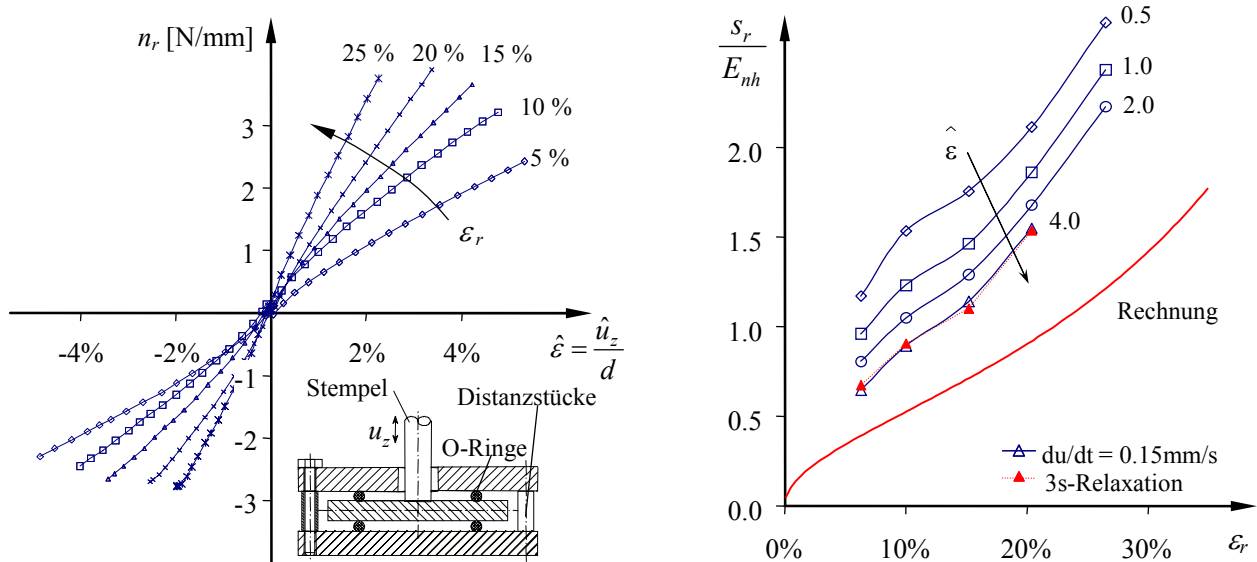 n_r [N/mm]
25 %
20 %
15 %
10 %
5 %
ε_r
3
2
1
-1
-2
-3
-4%
-2%
2%
4%
ε̂ = û_z / d
Stempel
Distanzstücke
u_z
O-Ringe
s_r / E_nh
0.5
1.0
2.0
4.0
ε̂
2.0
1.5
1.0
0.5
0.0
Rechnung
du/dt = 0.15mm/s
3s-Relaxation
0%
10%
20%
30%
ε_r